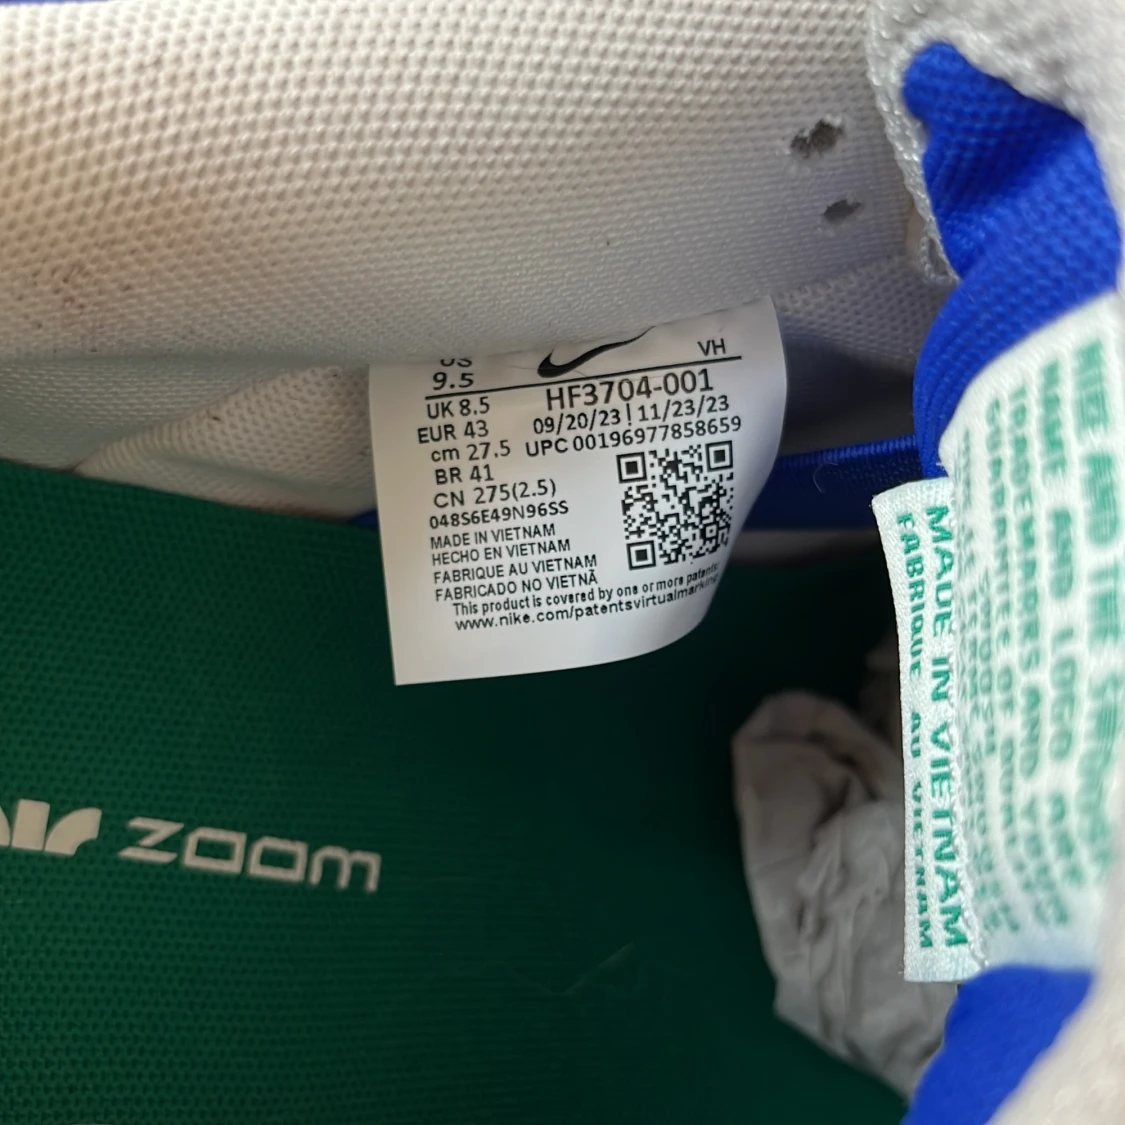 US
9.5
VH
UK 8.5
HF3704-001
EUR 43
09/20/23 | 11/23/23
cm 27.5
UPC 00196977858659
BR 41
CN 275(2.5)
048S6E49N96SS
MADE IN VIETNAM
HECHO EN VIETNAM
FABRIQUE AU VIETNAM
FABRICADO NO VIETNÃ
This product is covered by one or more patents:
www.nike.com/patentsvirtualmarking
air zoom
MADE IN VIETNAM
FABRIQUE AU VIETNAM